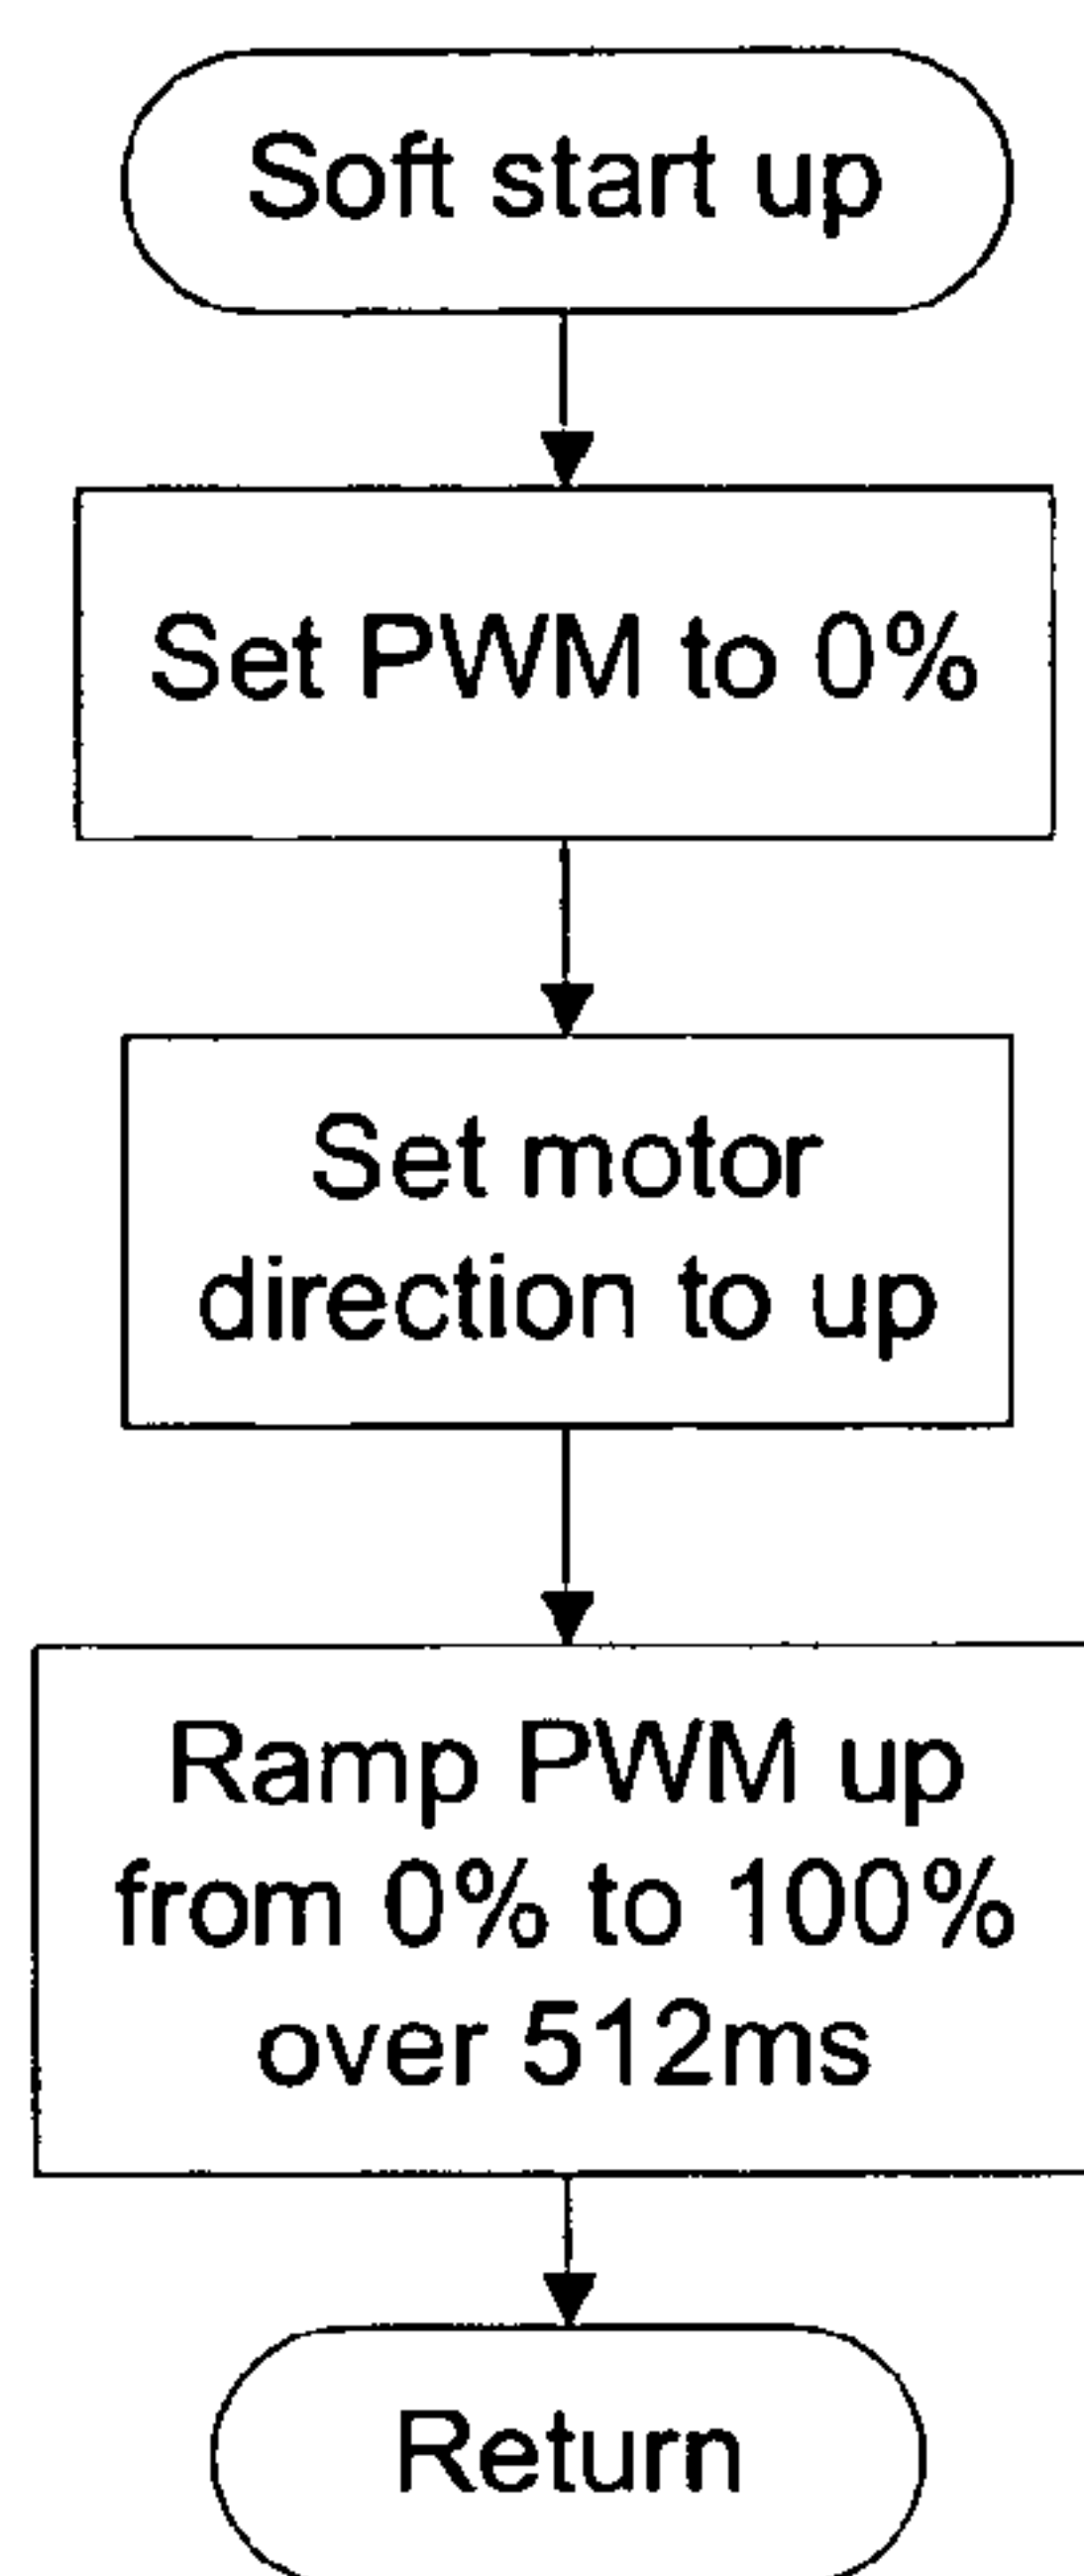 Soft start up
Set PWM to 0%
Set motor
direction to up
Ramp PWM up
from 0% to 100%
over 512ms
Return